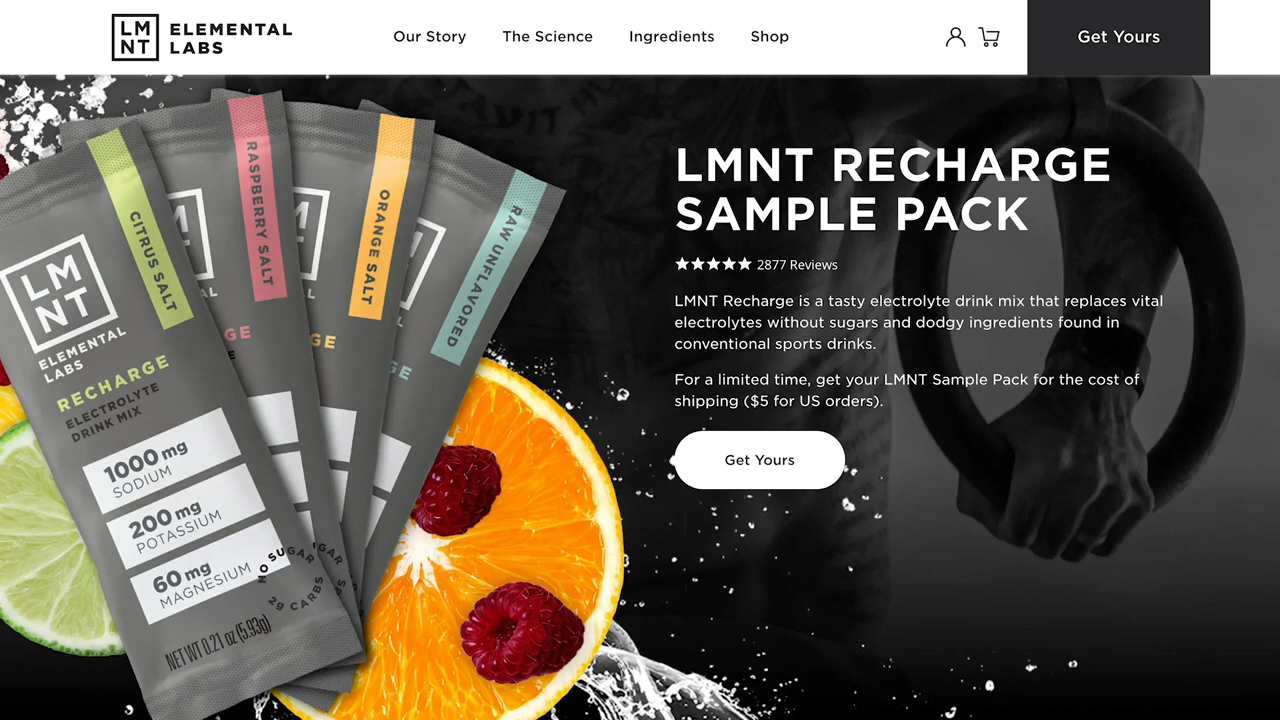 LM
NT
ELEMENTAL
LABS
Our Story
The Science
Ingredients
Shop
Get Yours
LMNT RECHARGE
SAMPLE PACK
2877 Reviews
LMNT Recharge is a tasty electrolyte drink mix that replaces vital
electrolytes without sugars and dodgy ingredients found in
conventional sports drinks.
For a limited time, get your LMNT Sample Pack for the cost of
shipping ($5 for US orders).
Get Yours
CITRUS SALT
LM
NT
ELEMENTAL
LABS
RECHARGE
ELECTROLYTE
DRINK MIX
1000 mg
SODIUM
200 mg
POTASSIUM
60 mg
MAGNESIUM
NO SUGAR
2g CARBS
NET WT 0.21 oz (5.93g)
RASPBERRY SALT
GE
ORANGE SALT
GE
RAW UNFLAVORED
GE